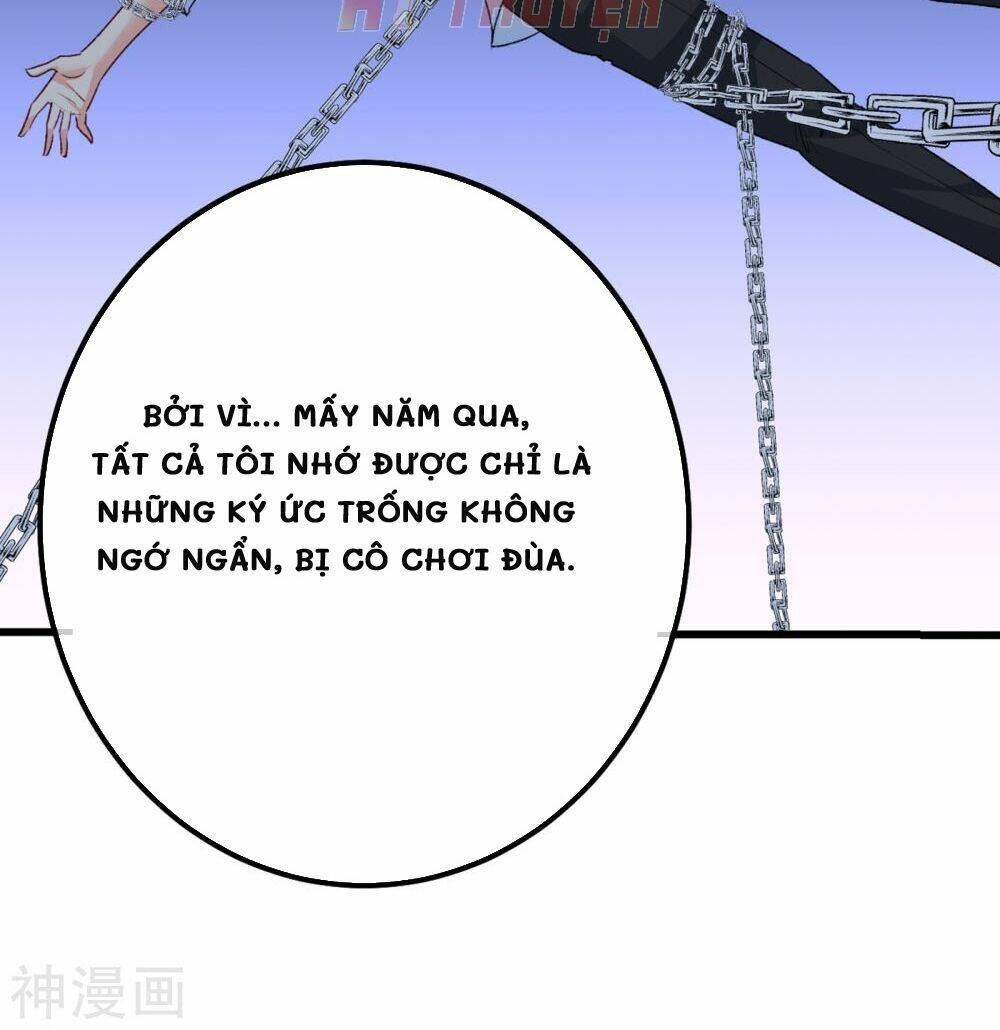 BỞI VÌ... MẤY NĂM QUA,
TẤT CẢ TÔI NHỚ ĐƯỢC CHỈ LÀ
NHỮNG KÝ ỨC TRỐNG KHÔNG
NGỚ NGẨN, BỊ CÔ CHƠI ĐÙA.
神漫画